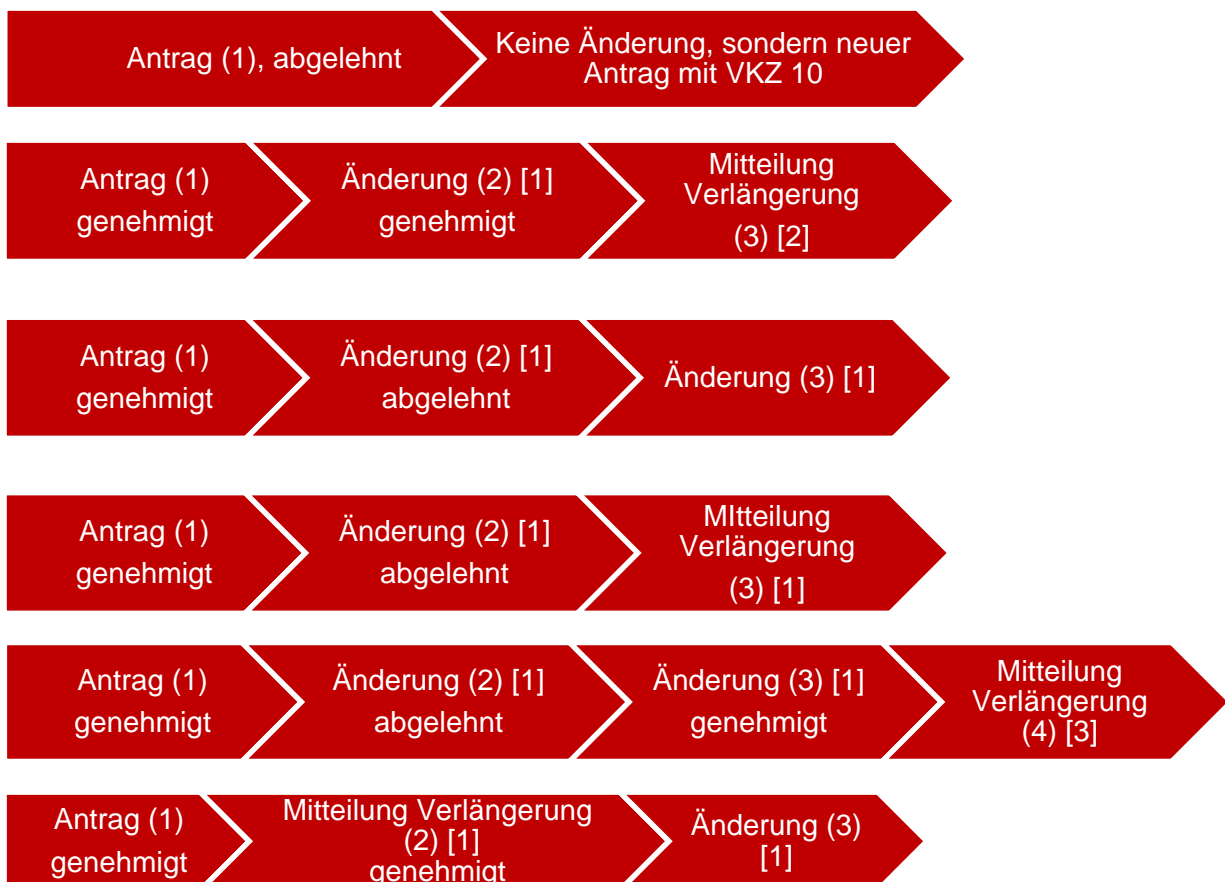 Antrag (1), abgelehnt
Keine Änderung, sondern neuer
Antrag mit VKZ 10
Antrag (1)
genehmigt
Änderung (2) [1]
genehmigt
Mitteilung
Verlängerung
(3) [2]
Antrag (1)
genehmigt
Änderung (2) [1]
abgelehnt
Änderung (3) [1]
Antrag (1)
genehmigt
Änderung (2) [1]
abgelehnt
MItteilung
Verlängerung
(3) [1]
Antrag (1)
genehmigt
Änderung (2) [1]
abgelehnt
Änderung (3) [1]
genehmigt
Mitteilung
Verlängerung
(4) [3]
Antrag (1)
genehmigt
Mitteilung Verlängerung
(2) [1]
genehmigt
Änderung (3)
[1]